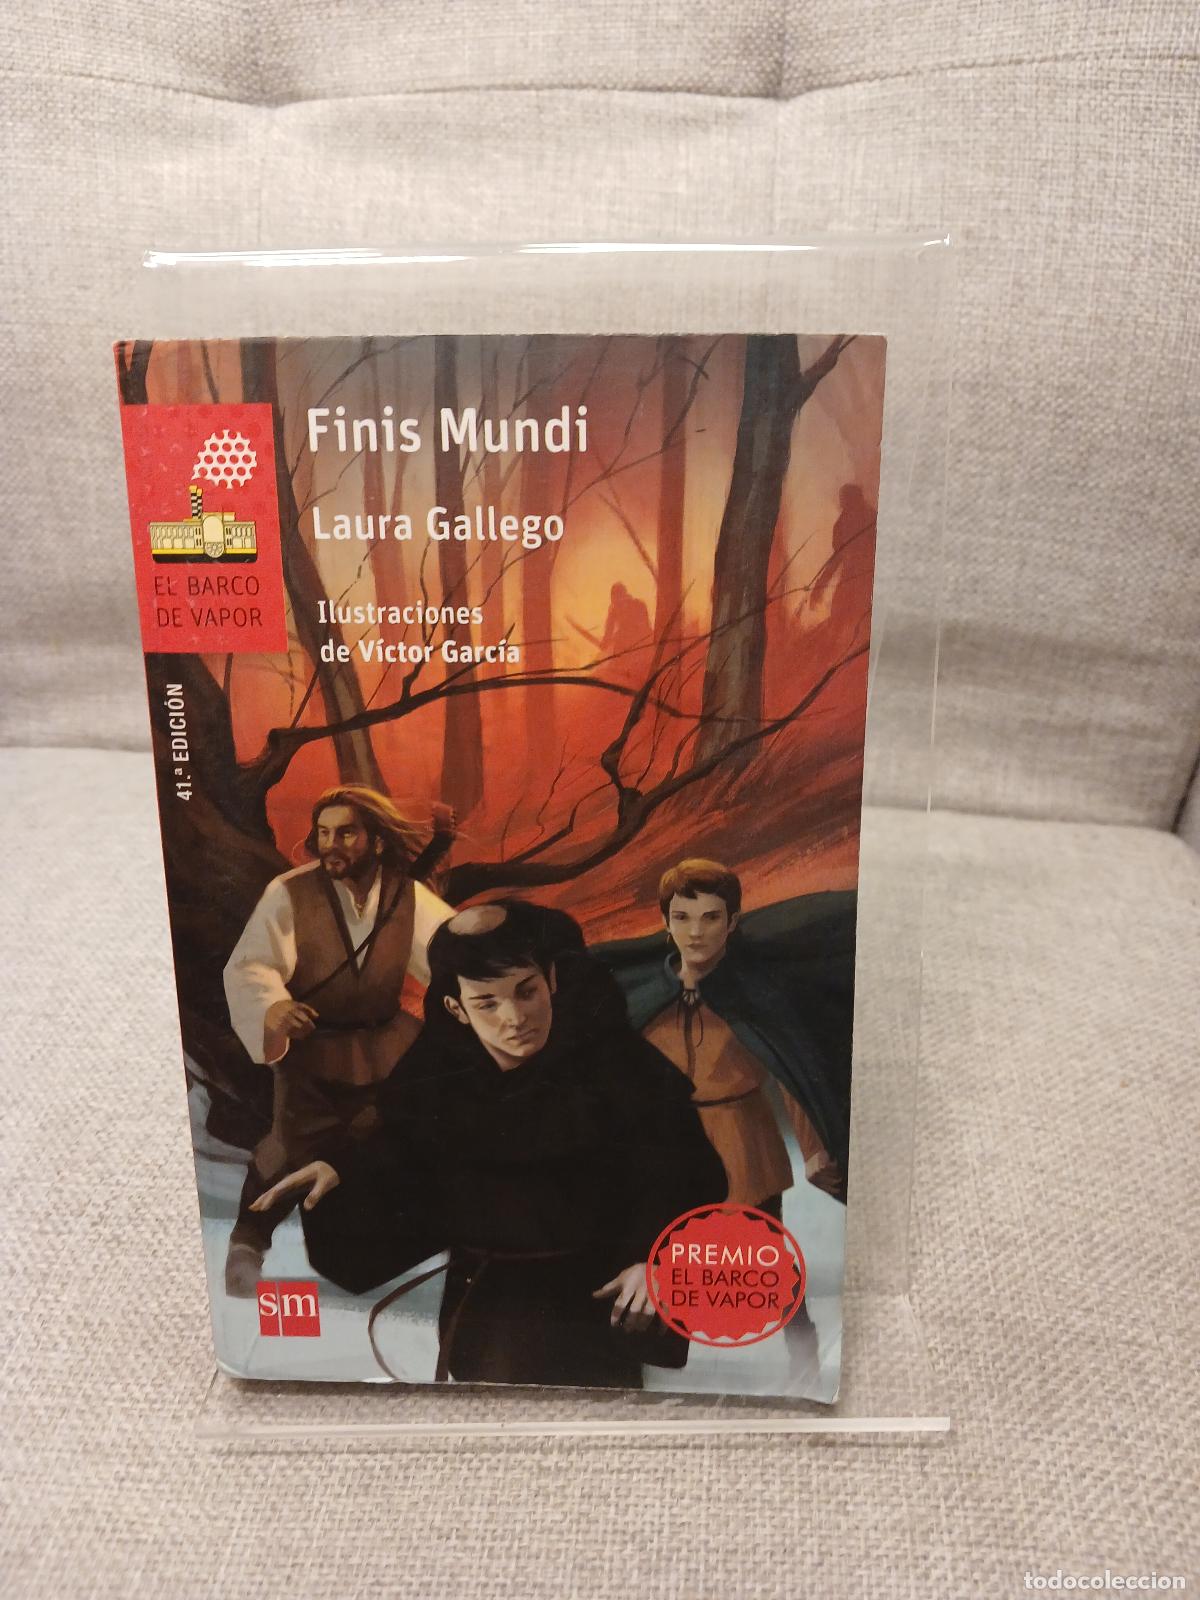 Finis Mundi
Laura Gallego
Ilustraciones
de Víctor García
EL BARCO
DE VAPOR
41.ª EDICIÓN
sm
PREMIO
EL BARCO
DE VAPOR
todocoleccion